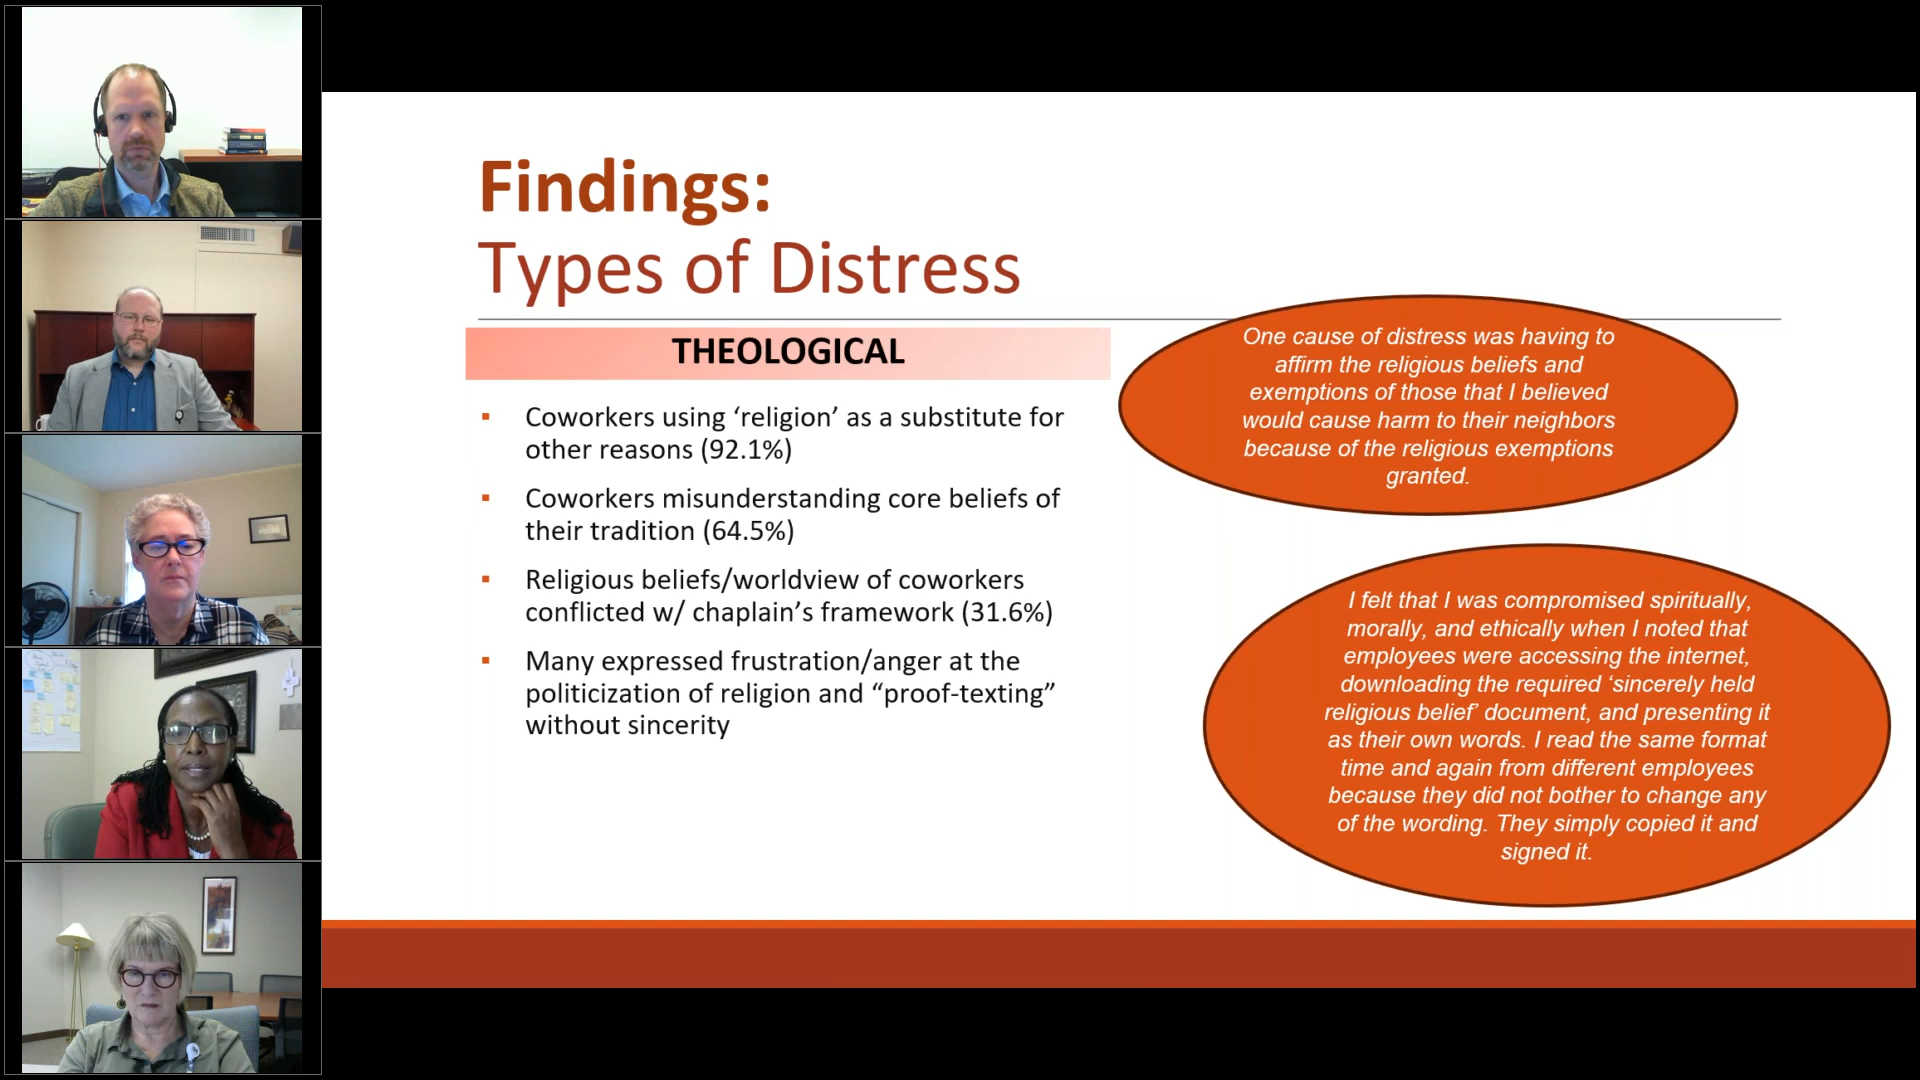 Findings:
Types of Distress
THEOLOGICAL
▪ Coworkers using ‘religion’ as a substitute for
other reasons (92.1%)
▪ Coworkers misunderstanding core beliefs of
their tradition (64.5%)
▪ Religious beliefs/worldview of coworkers
conflicted w/ chaplain’s framework (31.6%)
▪ Many expressed frustration/anger at the
politicization of religion and “proof-texting”
without sincerity
One cause of distress was having to
affirm the religious beliefs and
exemptions of those that I believed
would cause harm to their neighbors
because of the religious exemptions
granted.
I felt that I was compromised spiritually,
morally, and ethically when I noted that
employees were accessing the internet,
downloading the required ‘sincerely held
religious belief’ document, and presenting it
as their own words. I read the same format
time and again from different employees
because they did not bother to change any
of the wording. They simply copied it and
signed it.